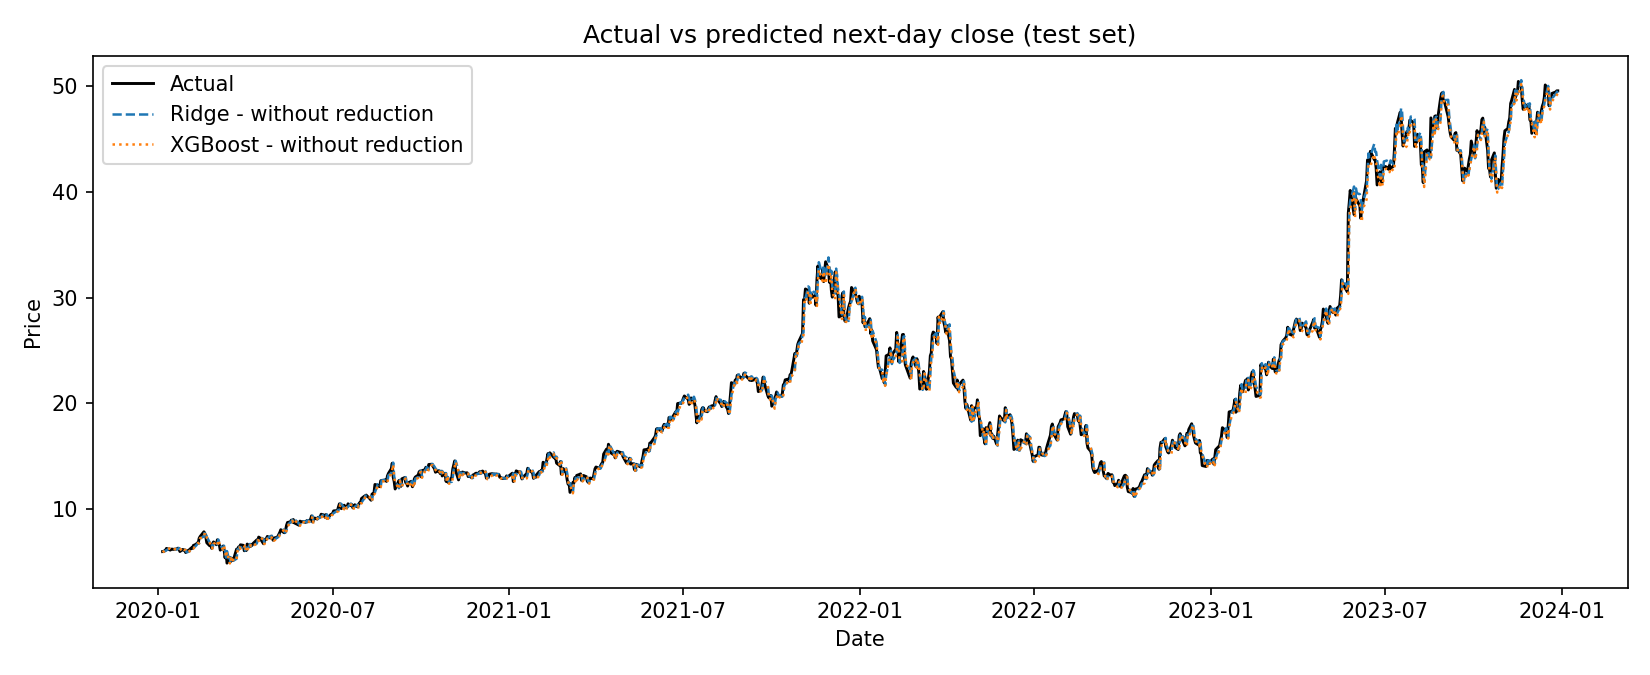 Actual vs predicted next-day close (test set)
Actual
Ridge - without reduction
XGBoost - without reduction
50
40
30
20
10
Price
2020-01
2020-07
2021-01
2021-07
2022-01
2022-07
2023-01
2023-07
2024-01
Date